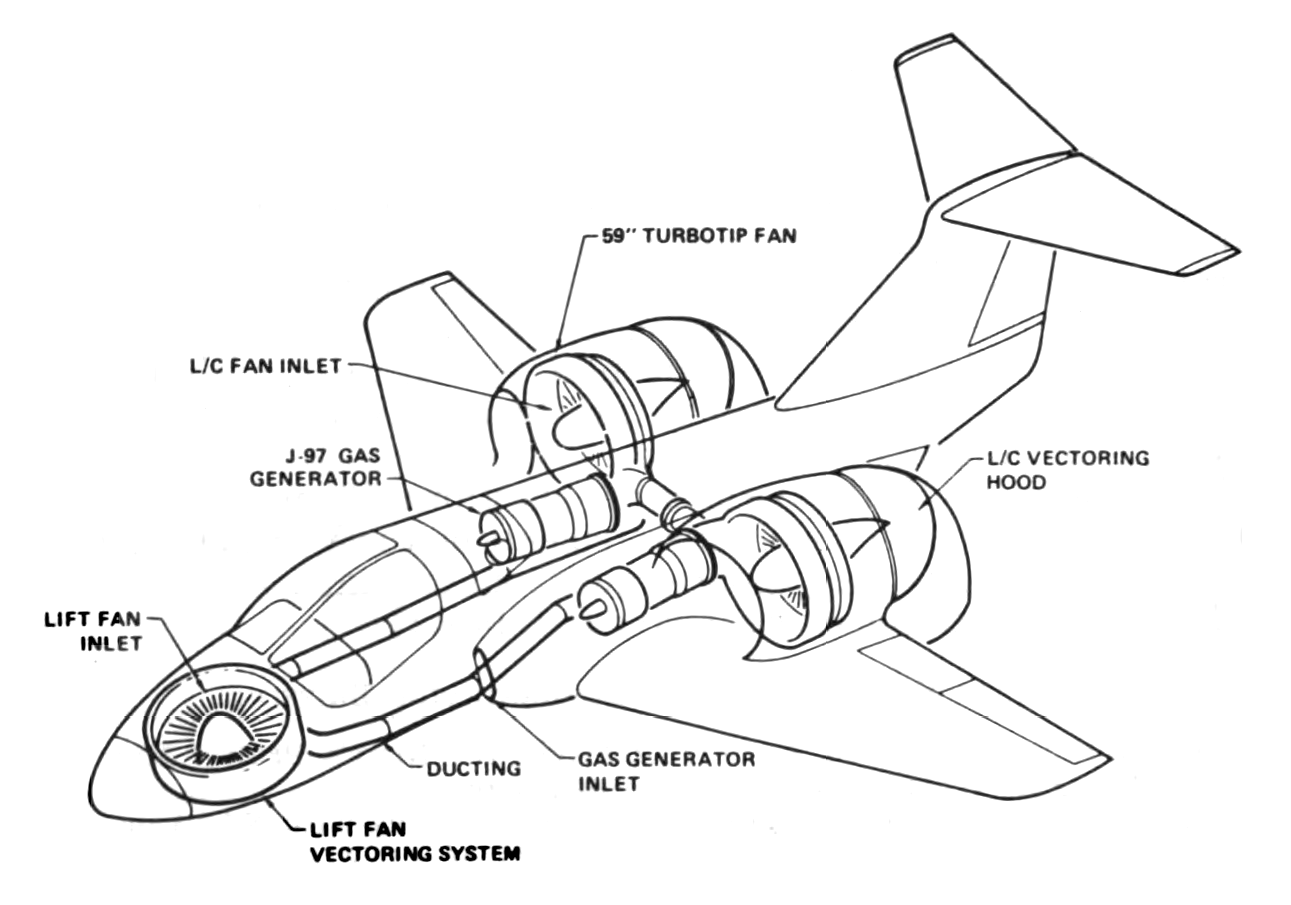 59" TURBOTIP FAN
L/C FAN INLET
J-97 GAS
GENERATOR
L/C VECTORING
HOOD
LIFT FAN
INLET
DUCTING
GAS GENERATOR
INLET
LIFT FAN
VECTORING SYSTEM